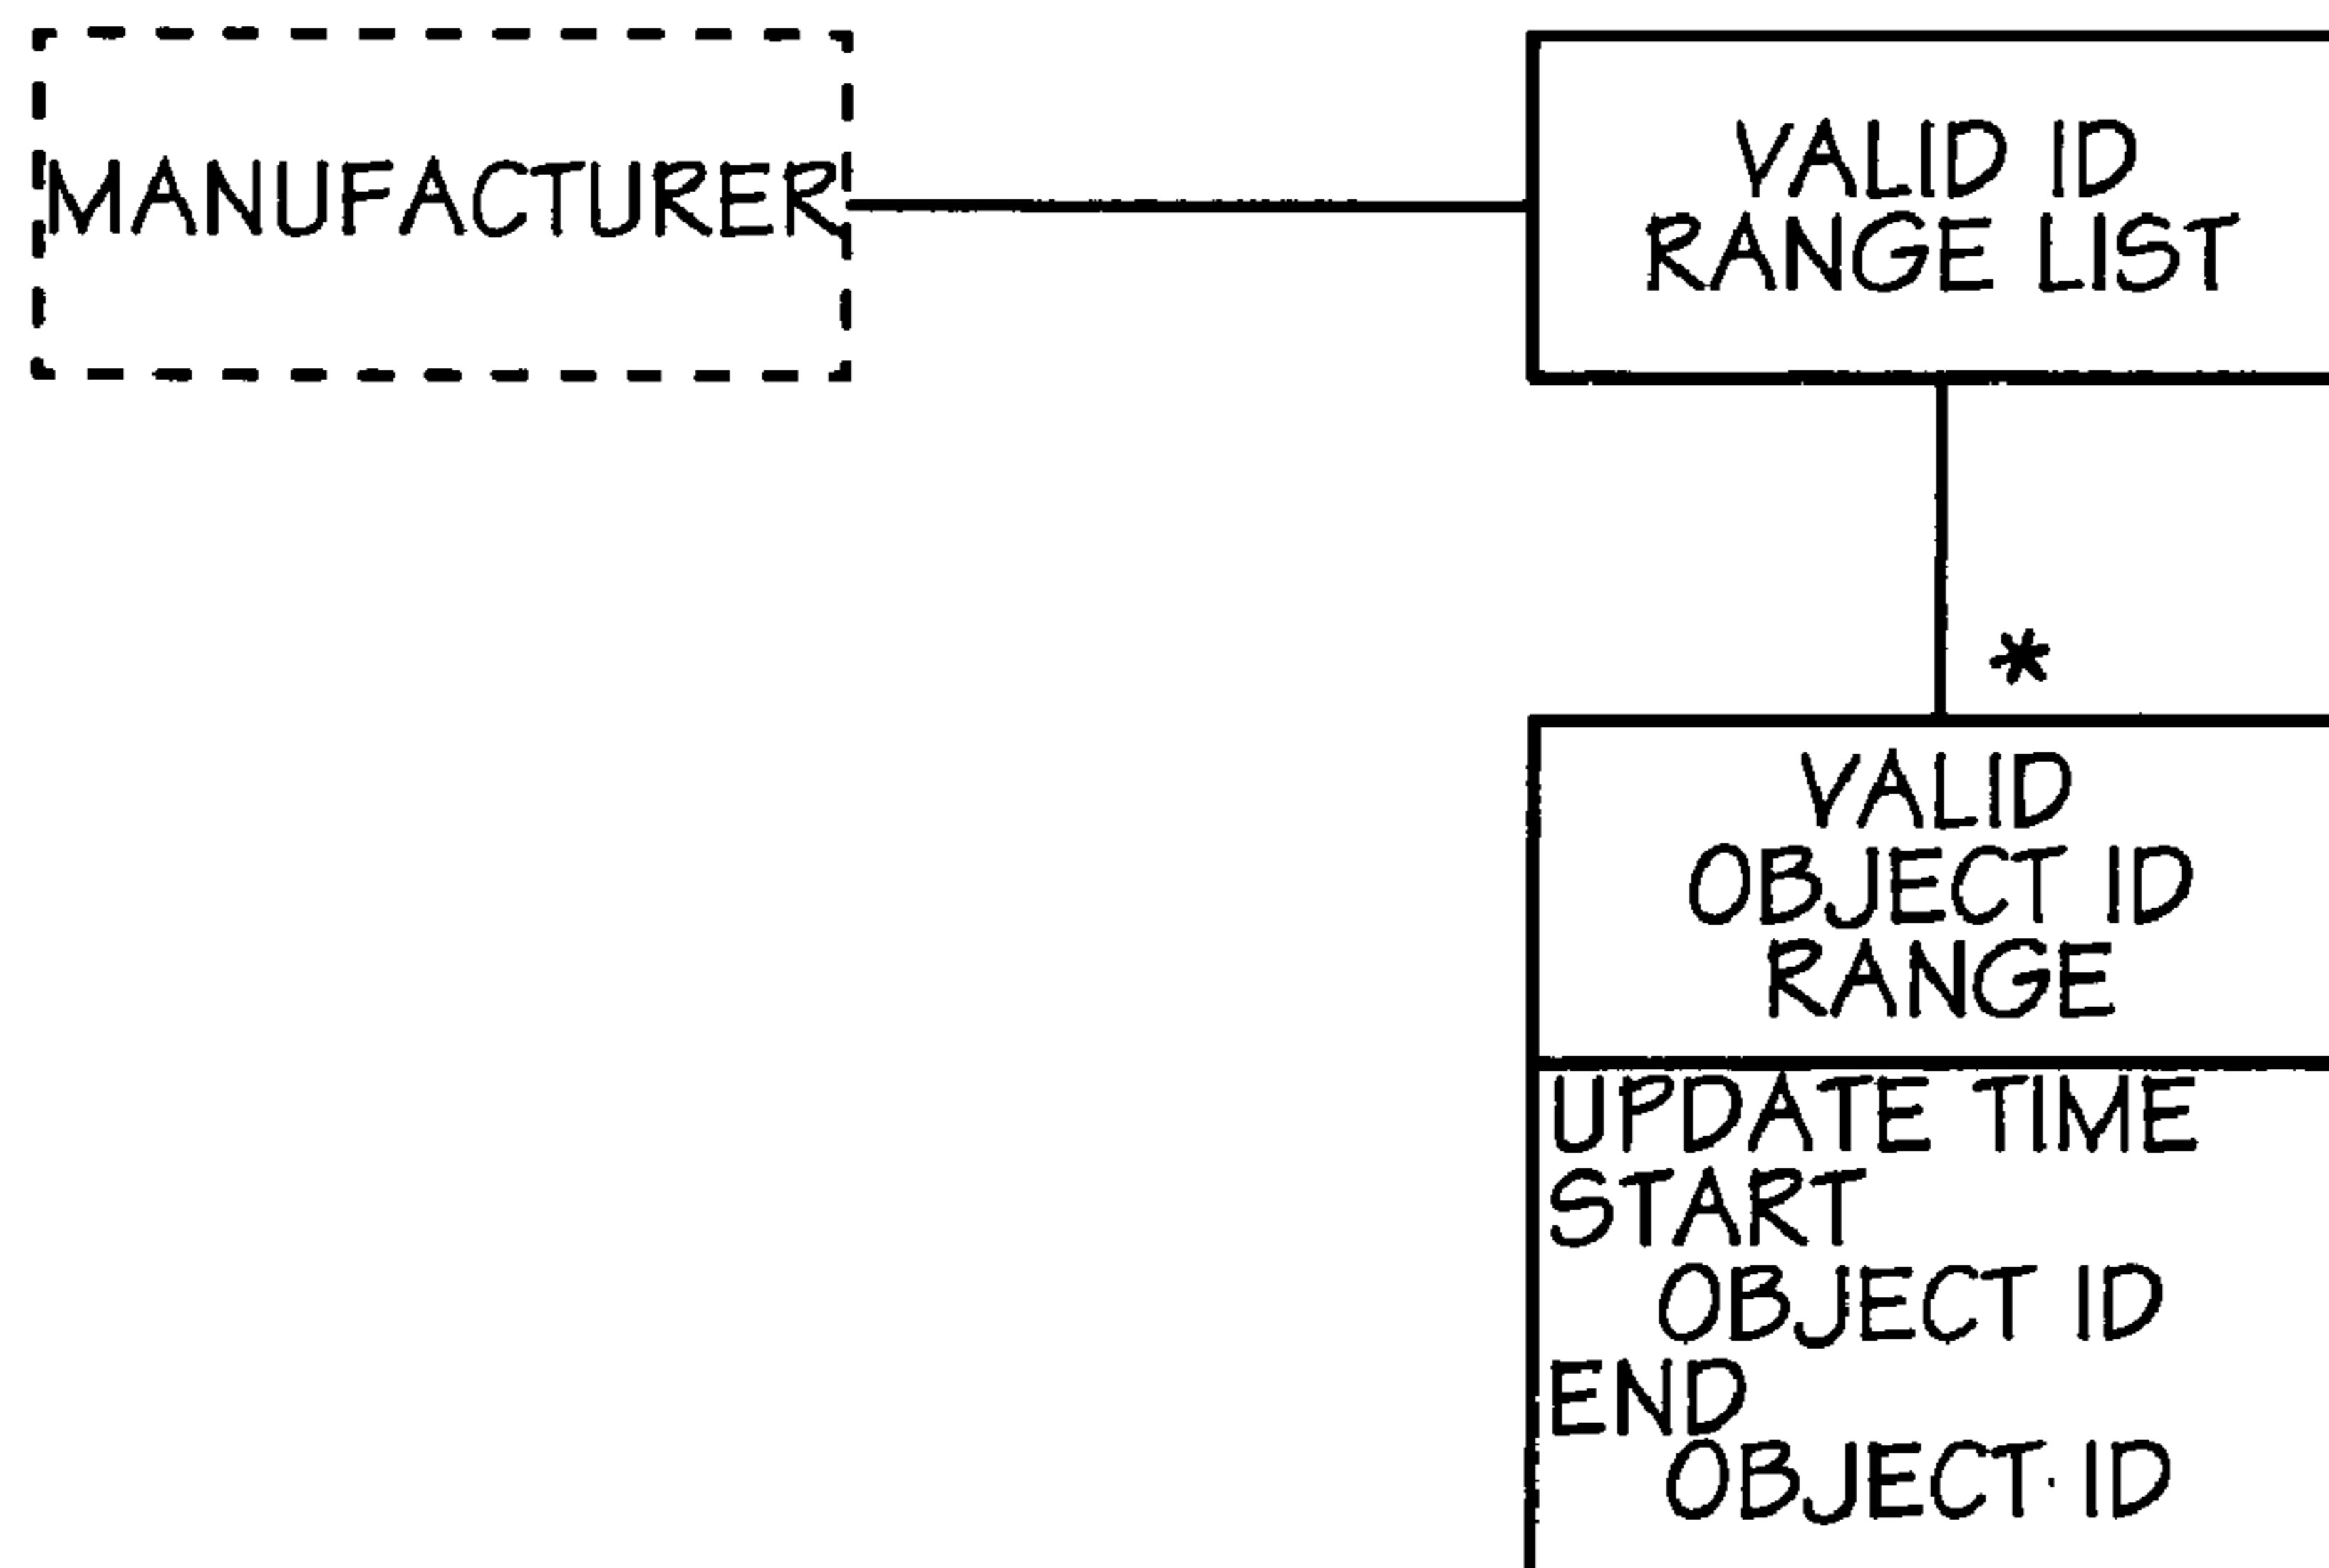 MANUFACTURER
VALID ID
RANGE LIST
*
VALID
OBJECT ID
RANGE
UPDATE TIME
START
OBJECT ID
END
OBJECT ID